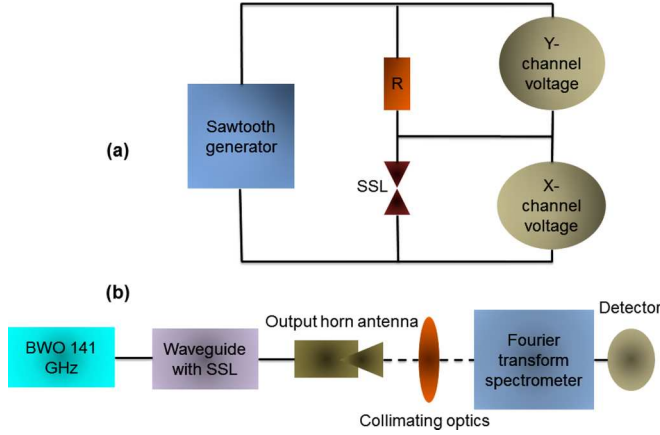 Y-
channel
voltage
R
Sawtooth
generator
(a)
SSL
X-
channel
voltage
(b)
Output horn antenna
Detector
BWO 141
GHz
Waveguide
with SSL
Fourier
transform
spectrometer
Collimating optics